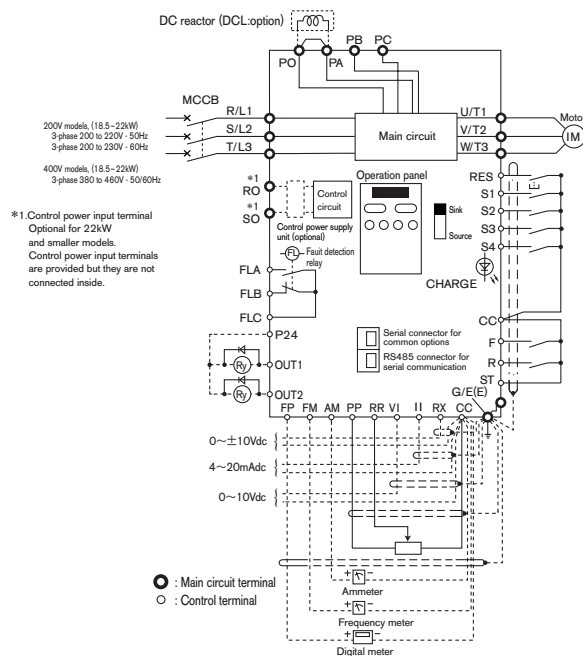 DC reactor (DCL:option)
PO PA PB PC
MCCB
R/L1
S/L2
T/L3
200V models, (18.5~22kW)
3-phase 200 to 220V - 50Hz
3-phase 200 to 230V - 60Hz
400V models, (18.5~22kW)
3-phase 380 to 460V - 50/60Hz
Main circuit
U/T1
V/T2
W/T3
Moto
IM
*1.Control power input terminal
Optional for 22kW
and smaller models.
Control power input terminals
are provided but they are not
connected inside.
*1
RO
*1
SO
Control
circuit
Control power supply
unit (optional)
Operation panel
Sink
Source
CHARGE
RES
S1
S2
S3
S4
CC
F
R
ST
G/E(E)
FL
Fault detection
relay
FLA
FLB
FLC
P24
Ry
OUT1
Ry
OUT2
Serial connector for
common options
RS485 connector for
serial communication
FP FM AM PP RR VI II RX CC
0~±10Vdc
4~20mAdc
0~10Vdc
: Main circuit terminal
: Control terminal
+ −
Ammeter
+ −
Frequency meter
+ −
Digital meter